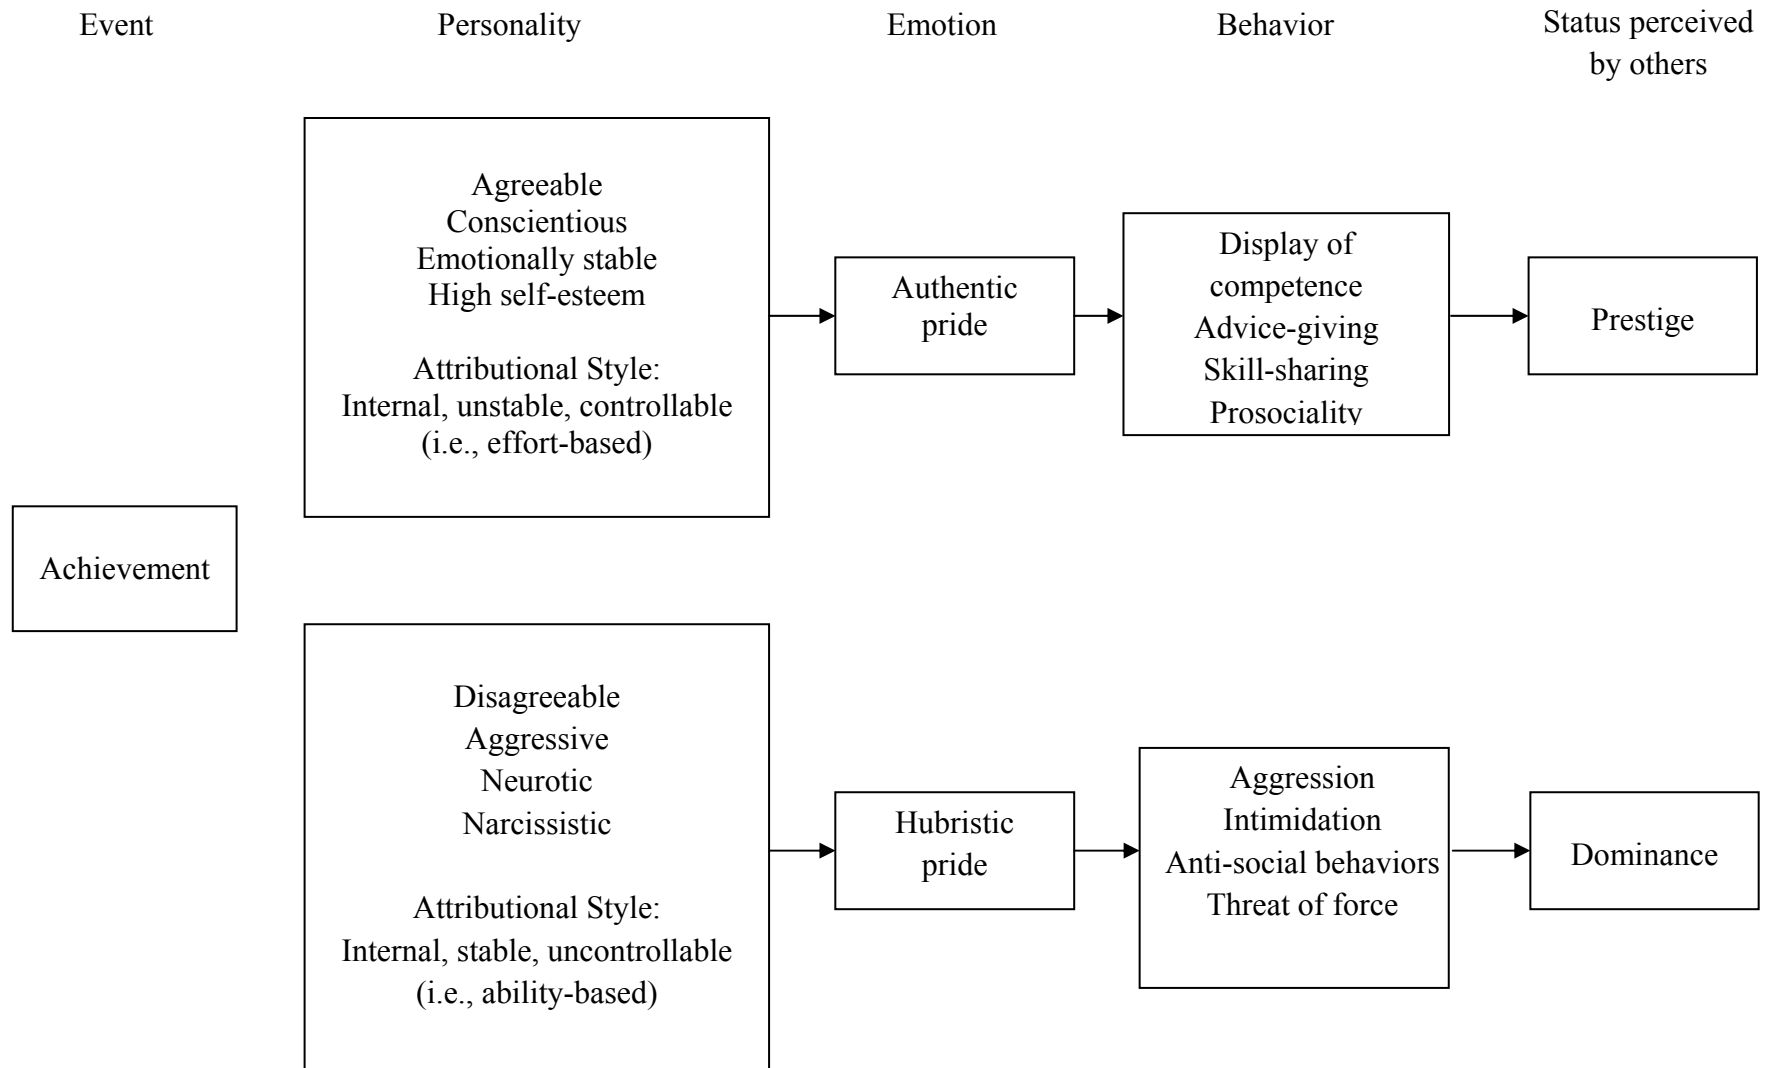 Event
Personality
Emotion
Behavior
Status perceived
by others
Agreeable
Conscientious
Emotionally stable
High self-esteem
Attributional Style:
Internal, unstable, controllable
(i.e., effort-based)
Authentic
pride
Display of
competence
Advice-giving
Skill-sharing
Prosociality
Prestige
Achievement
Disagreeable
Aggressive
Neurotic
Narcissistic
Attributional Style:
Internal, stable, uncontrollable
(i.e., ability-based)
Hubristic
pride
Aggression
Intimidation
Anti-social behaviors
Threat of force
Dominance